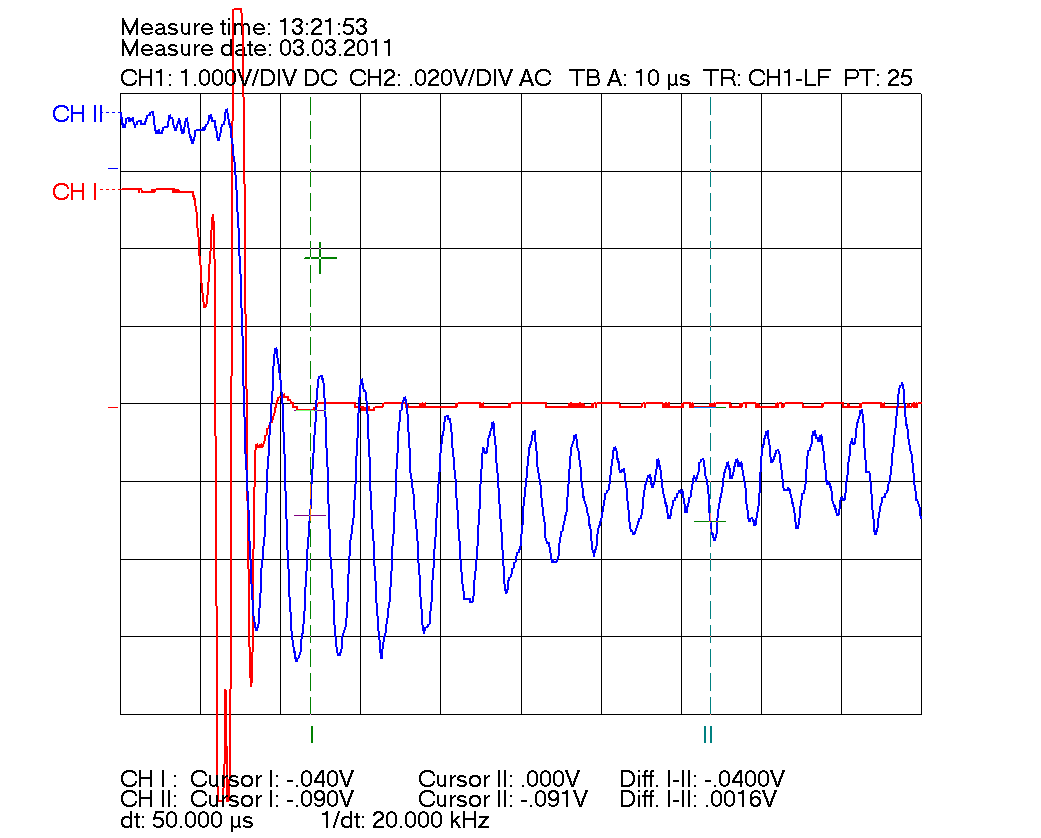 Measure time: 13:21:53
Measure date: 03.03.2011
CH1: 1.000V/DIV DC CH2: .020V/DIV AC TB A: 10 µs TR: CH1-LF PT: 25
CH II
CH I
I
II
CH I : Cursor I: -.040V Cursor II: .000V Diff. I-II: -.0400V
CH II: Cursor I: -.090V Cursor II: -.091V Diff. I-II: .0016V
dt: 50.000 µs 1/dt: 20.000 kHz